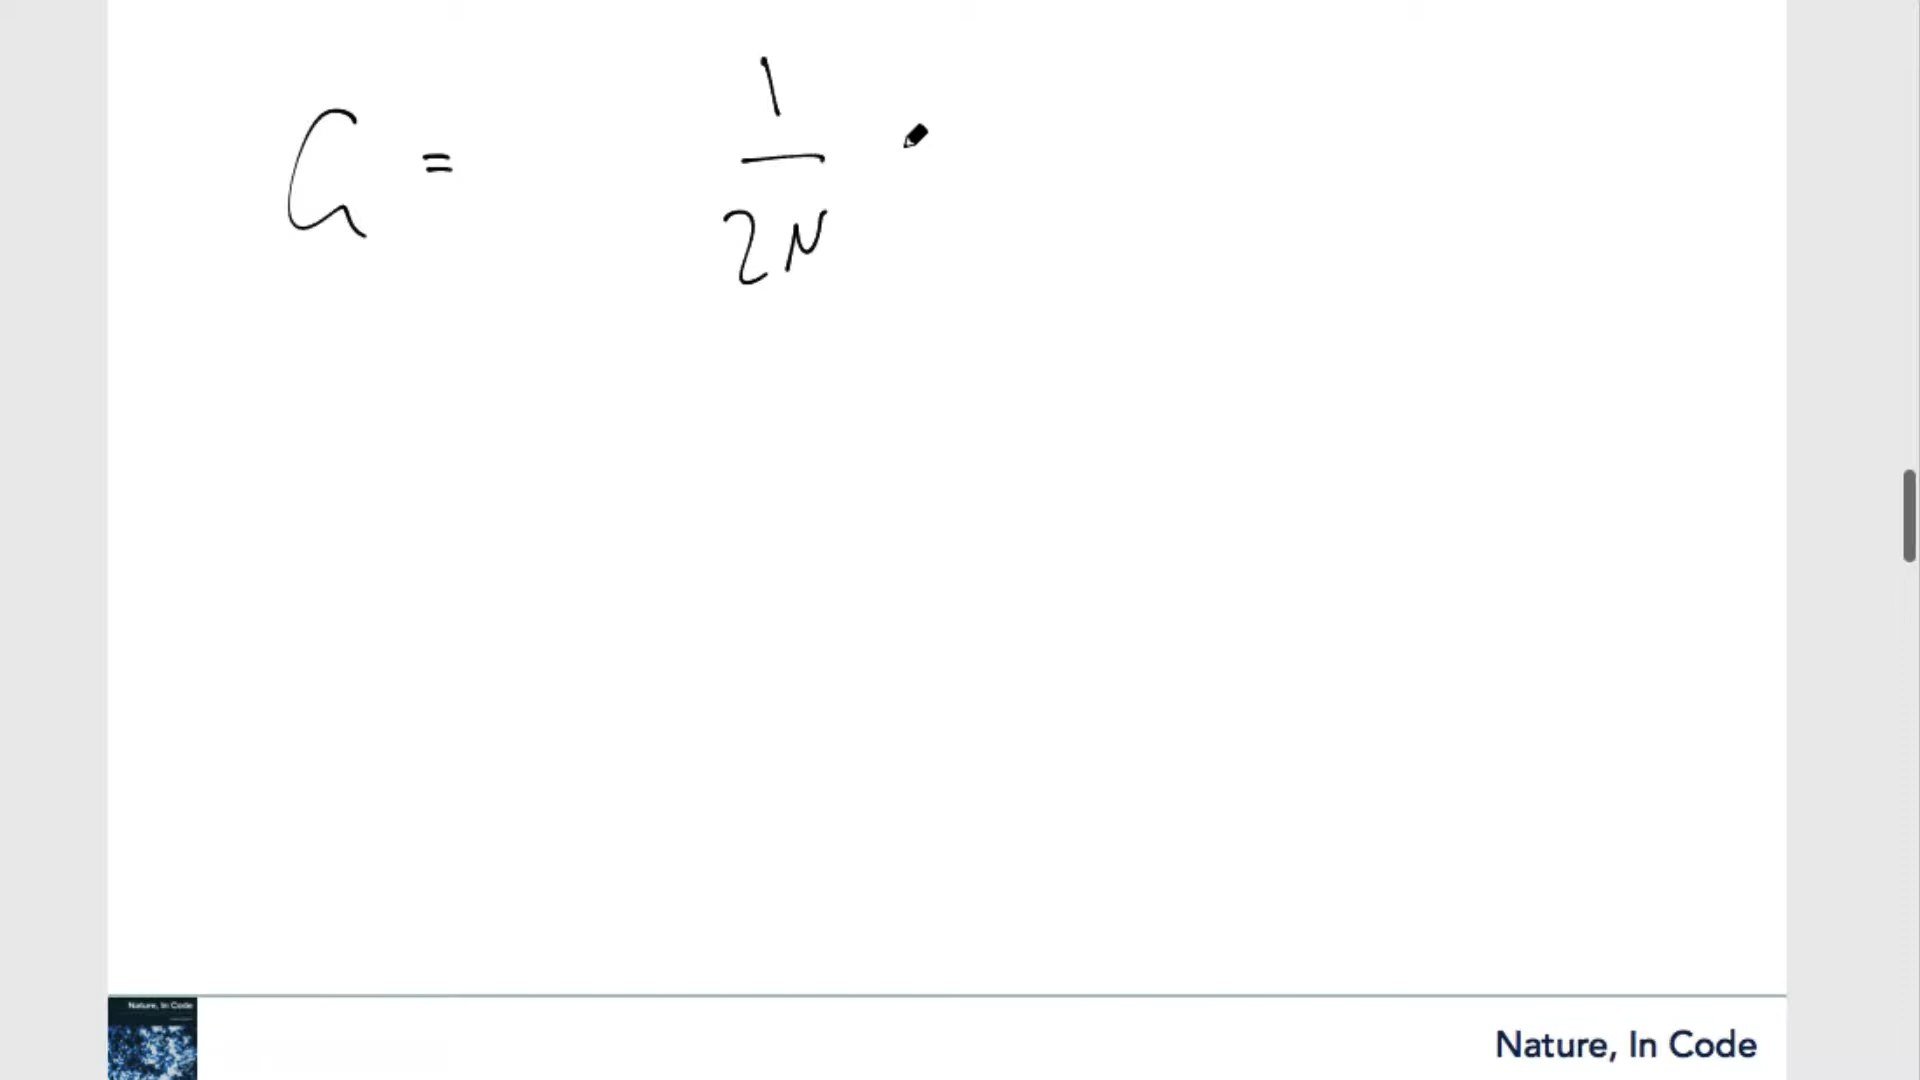 G = 1/2N
Nature, In Code
Nature, In Code